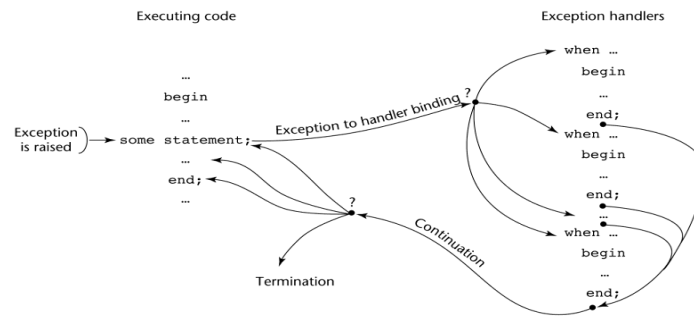 Executing code
Exception handlers
…
begin
…
Exception
is raised
some statement;
…
end;
…
Exception to handler binding
?
when …
begin
…
end;
when …
begin
…
end;
…
when …
begin
…
end;
?
Continuation
Termination